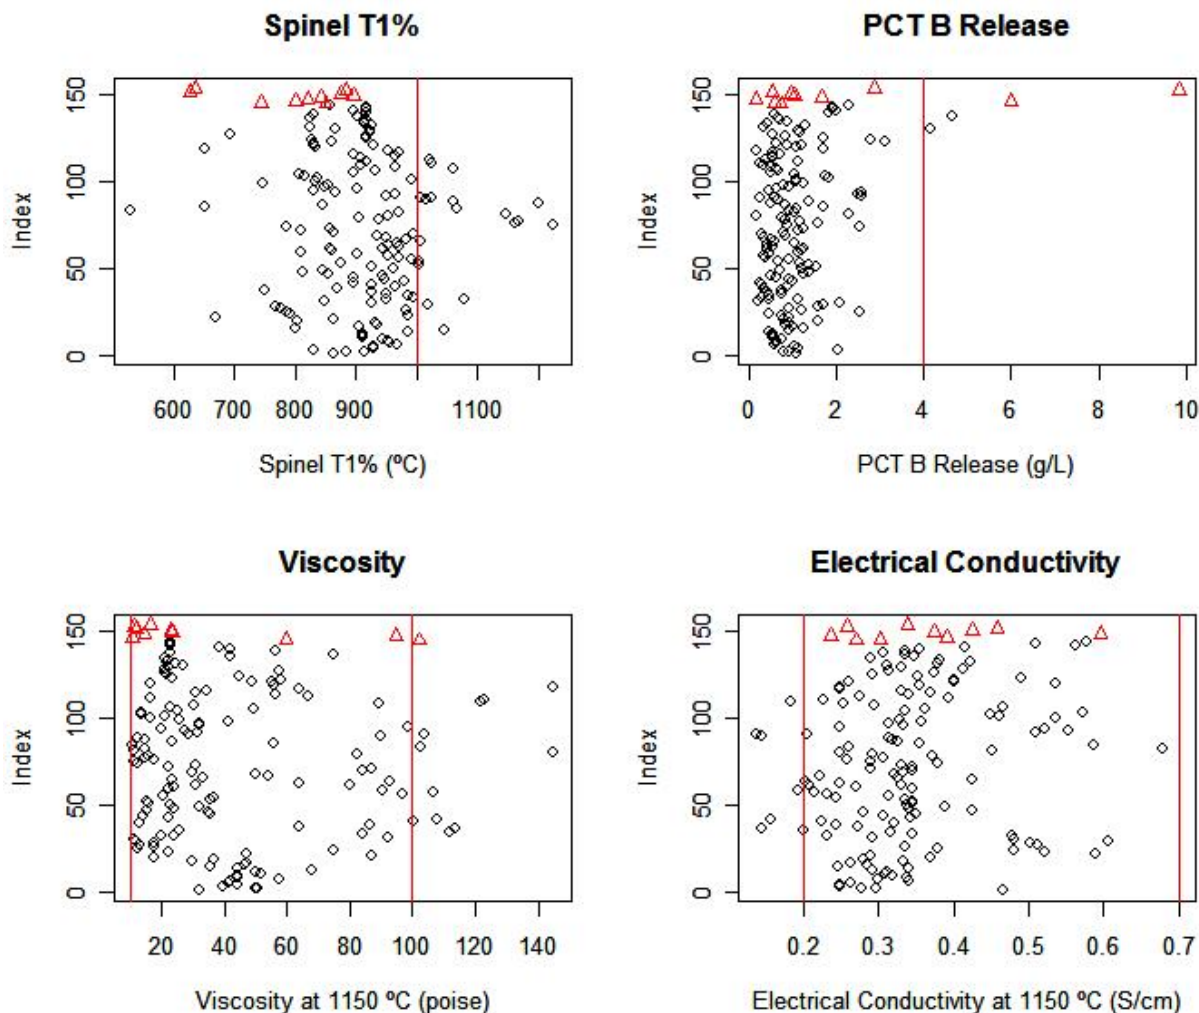 Spinel T1%
Index
0 50 100 150
600 700 800 900 1100
Spinel T1% (ºC)
PCT B Release
Index
0 50 100 150
0 2 4 6 8 10
PCT B Release (g/L)
Viscosity
Index
0 50 100 150
20 40 60 80 100 120 140
Viscosity at 1150 ºC (poise)
Electrical Conductivity
Index
0 50 100 150
0.2 0.3 0.4 0.5 0.6 0.7
Electrical Conductivity at 1150 ºC (S/cm)